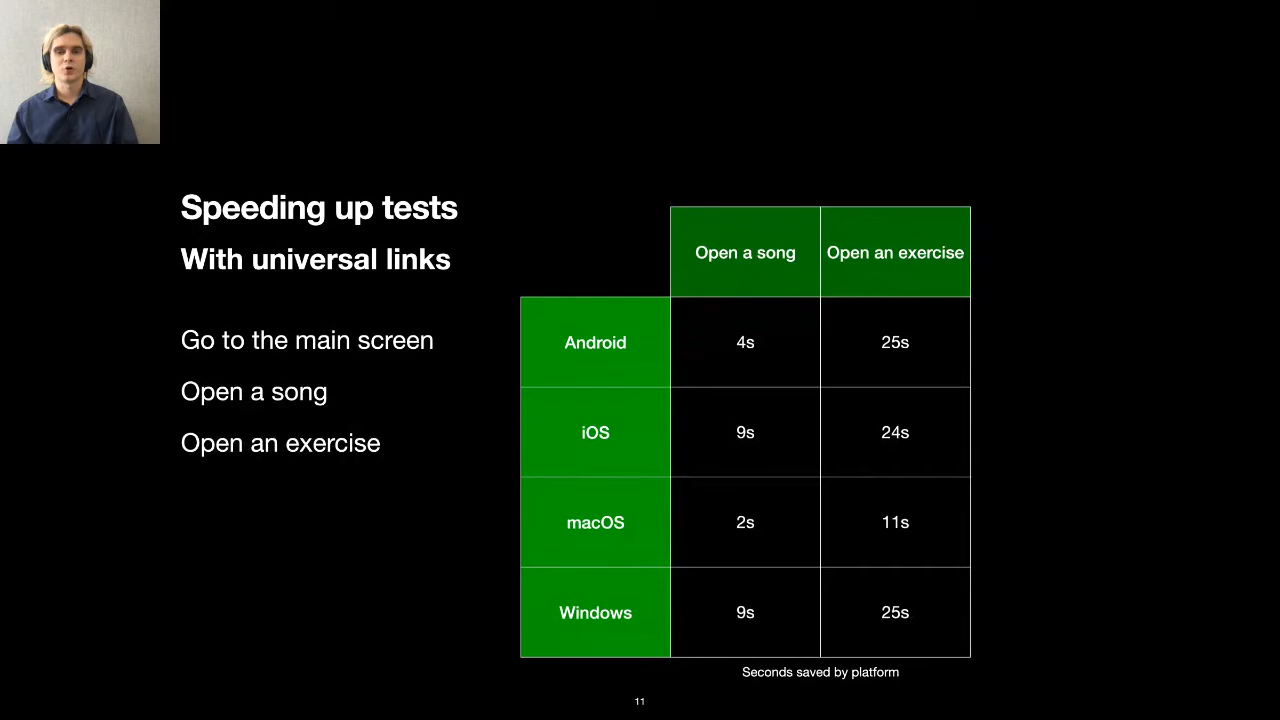 Speeding up tests
With universal links
Go to the main screen
Open a song
Open an exercise
Open a song Open an exercise
Android 4s 25s
iOS 9s 24s
macOS 2s 11s
Windows 9s 25s
Seconds saved by platform
11